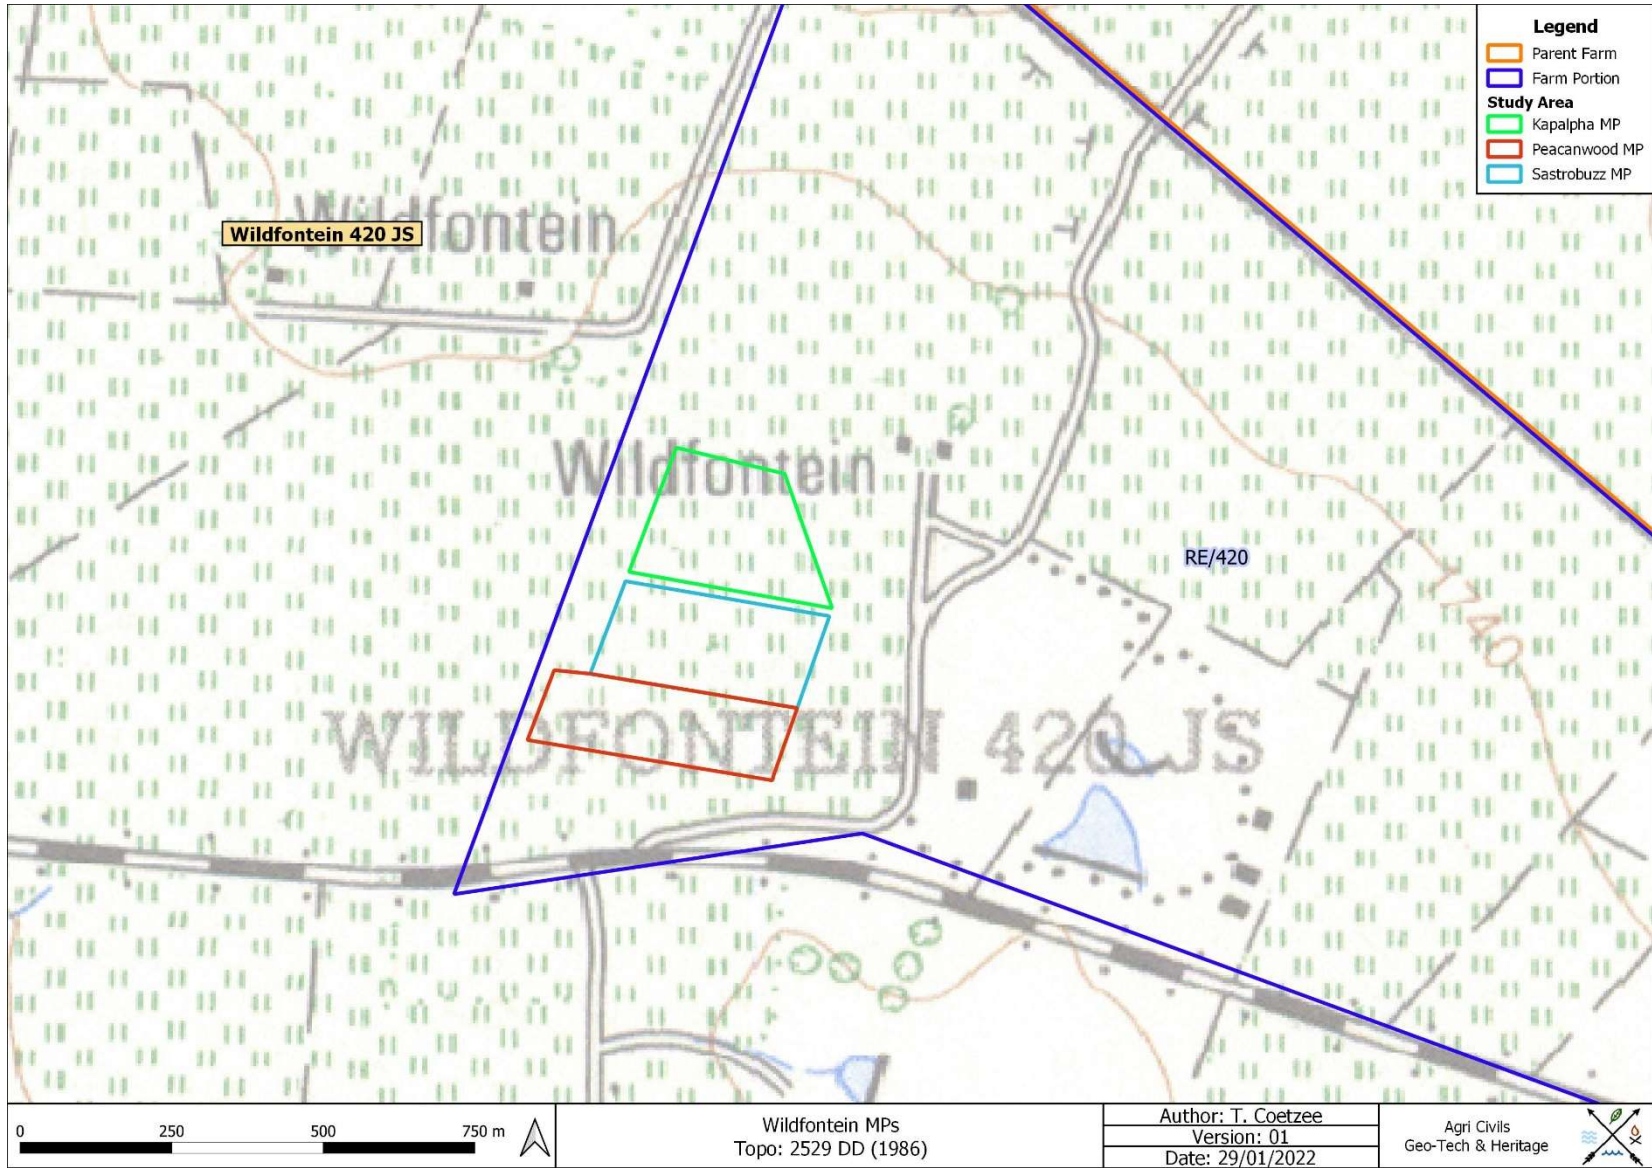 Legend
Parent Farm
Farm Portion
Study Area
Kapalpha MP
Peacanwood MP
Sastrobuzz MP
Wildfontein
Wildfontein 420 JS
Wildfontein
RE/420
1740
WILDFONTEIN 420 JS
0 250 500 750 m
Wildfontein MPs
Topo: 2529 DD (1986)
Author: T. Coetzee
Version: 01
Date: 29/01/2022
Agri Civils
Geo-Tech & Heritage